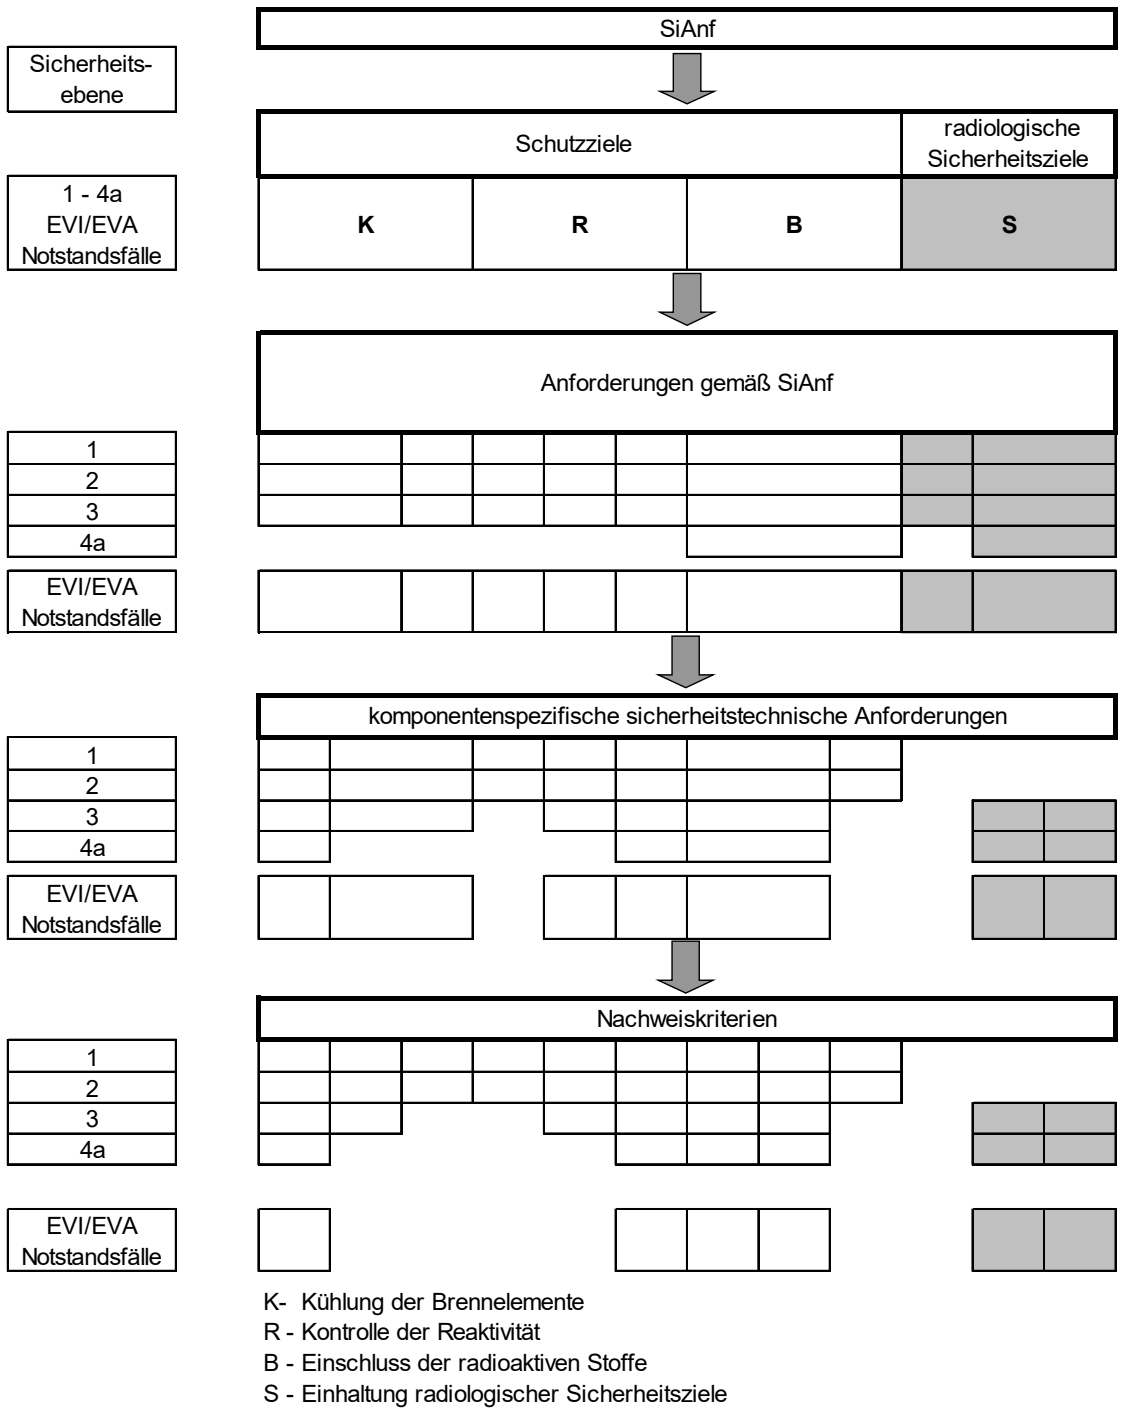 SiAnf
Sicherheits-
ebene
Schutzziele
radiologische
Sicherheitsziele
1 - 4a
EVI/EVA
Notstandsfälle
K
R
B
S
Anforderungen gemäß SiAnf
1
2
3
4a
EVI/EVA
Notstandsfälle
komponentenspezifische sicherheitstechnische Anforderungen
1
2
3
4a
EVI/EVA
Notstandsfälle
Nachweiskriterien
1
2
3
4a
EVI/EVA
Notstandsfälle
K- Kühlung der Brennelemente
R - Kontrolle der Reaktivität
B - Einschluss der radioaktiven Stoffe
S - Einhaltung radiologischer Sicherheitsziele